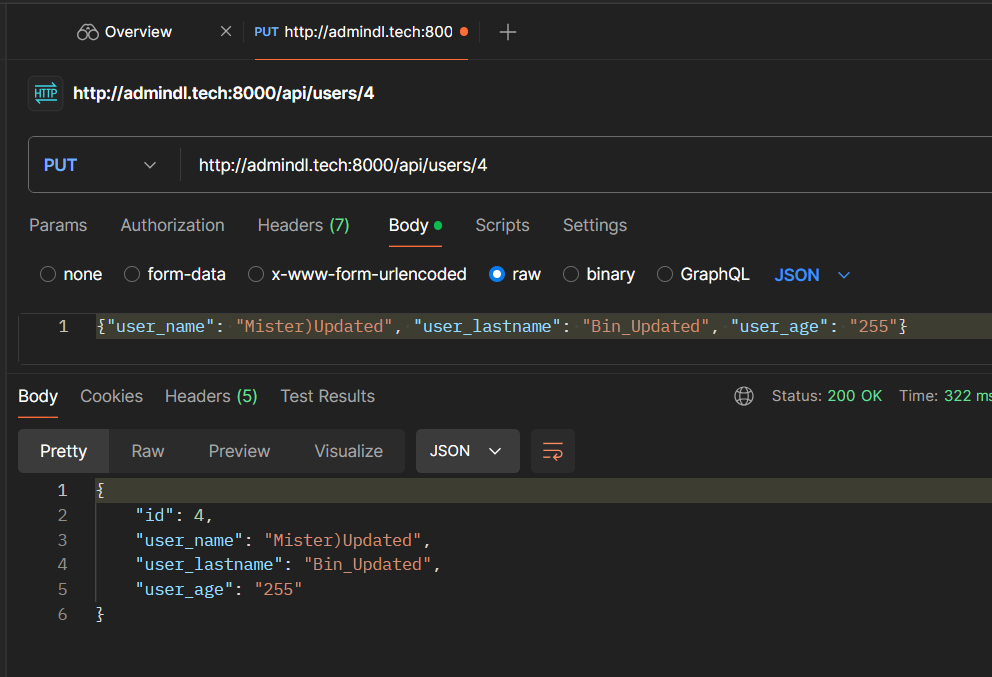 Overview PUT http://admindl.tech:800
HTTP http://admindl.tech:8000/api/users/4
PUT http://admindl.tech:8000/api/users/4
Params Authorization Headers (7) Body Scripts Settings
none form-data x-www-form-urlencoded raw binary GraphQL JSON
1 {"user_name": "Mister)Updated", "user_lastname": "Bin_Updated", "user_age": "255"}
Body Cookies Headers (5) Test Results Status: 200 OK Time: 322 ms
Pretty Raw Preview Visualize JSON
1 {
2 "id": 4,
3 "user_name": "Mister)Updated",
4 "user_lastname": "Bin_Updated",
5 "user_age": "255"
6 }